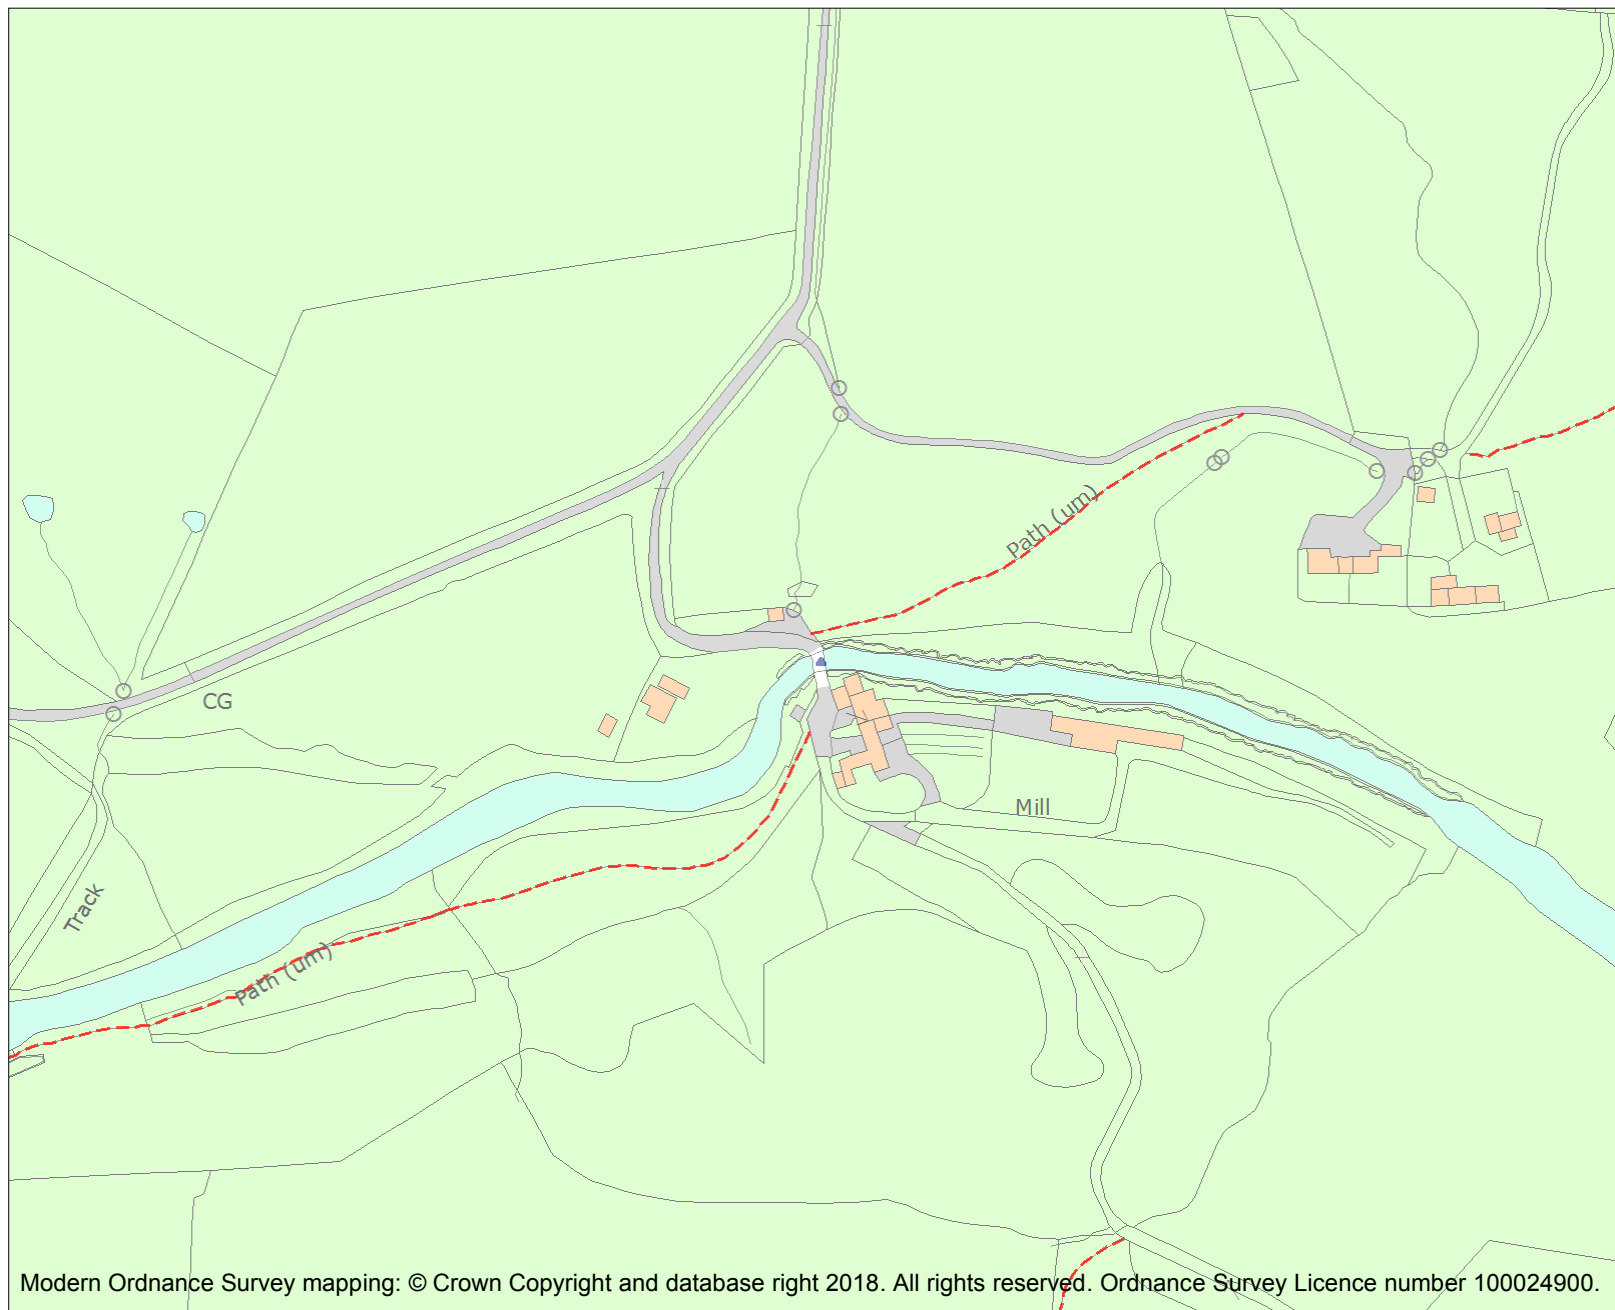 Path (um)
CG
Mill
Track
Path (um)
Modern Ordnance Survey mapping: © Crown Copyright and database right 2018. All rights reserved. Ordnance Survey Licence number 100024900.